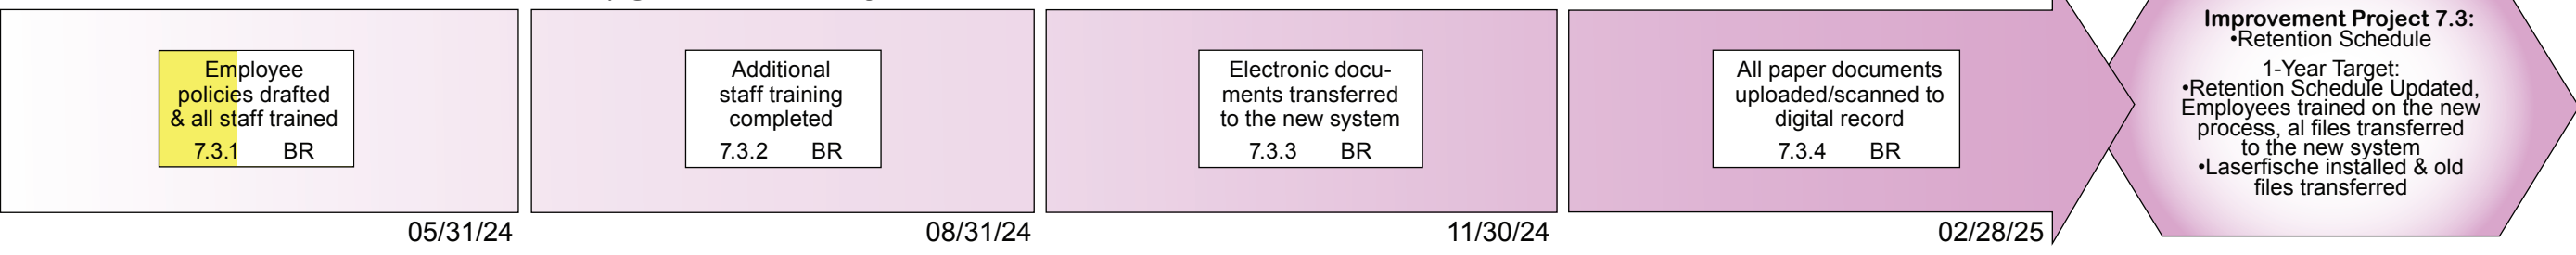 Employee
policies drafted
& all staff trained
7.3.1 BR
05/31/24
Additional
staff training
completed
7.3.2 BR
08/31/24
Electronic docu-
ments transferred
to the new system
7.3.3 BR
11/30/24
All paper documents
uploaded/scanned to
digital record
7.3.4 BR
02/28/25
Improvement Project 7.3:
•Retention Schedule
1-Year Target:
•Retention Schedule Updated,
Employees trained on the new
process, al files transferred
to the new system
•Laserfische installed & old
files transferred